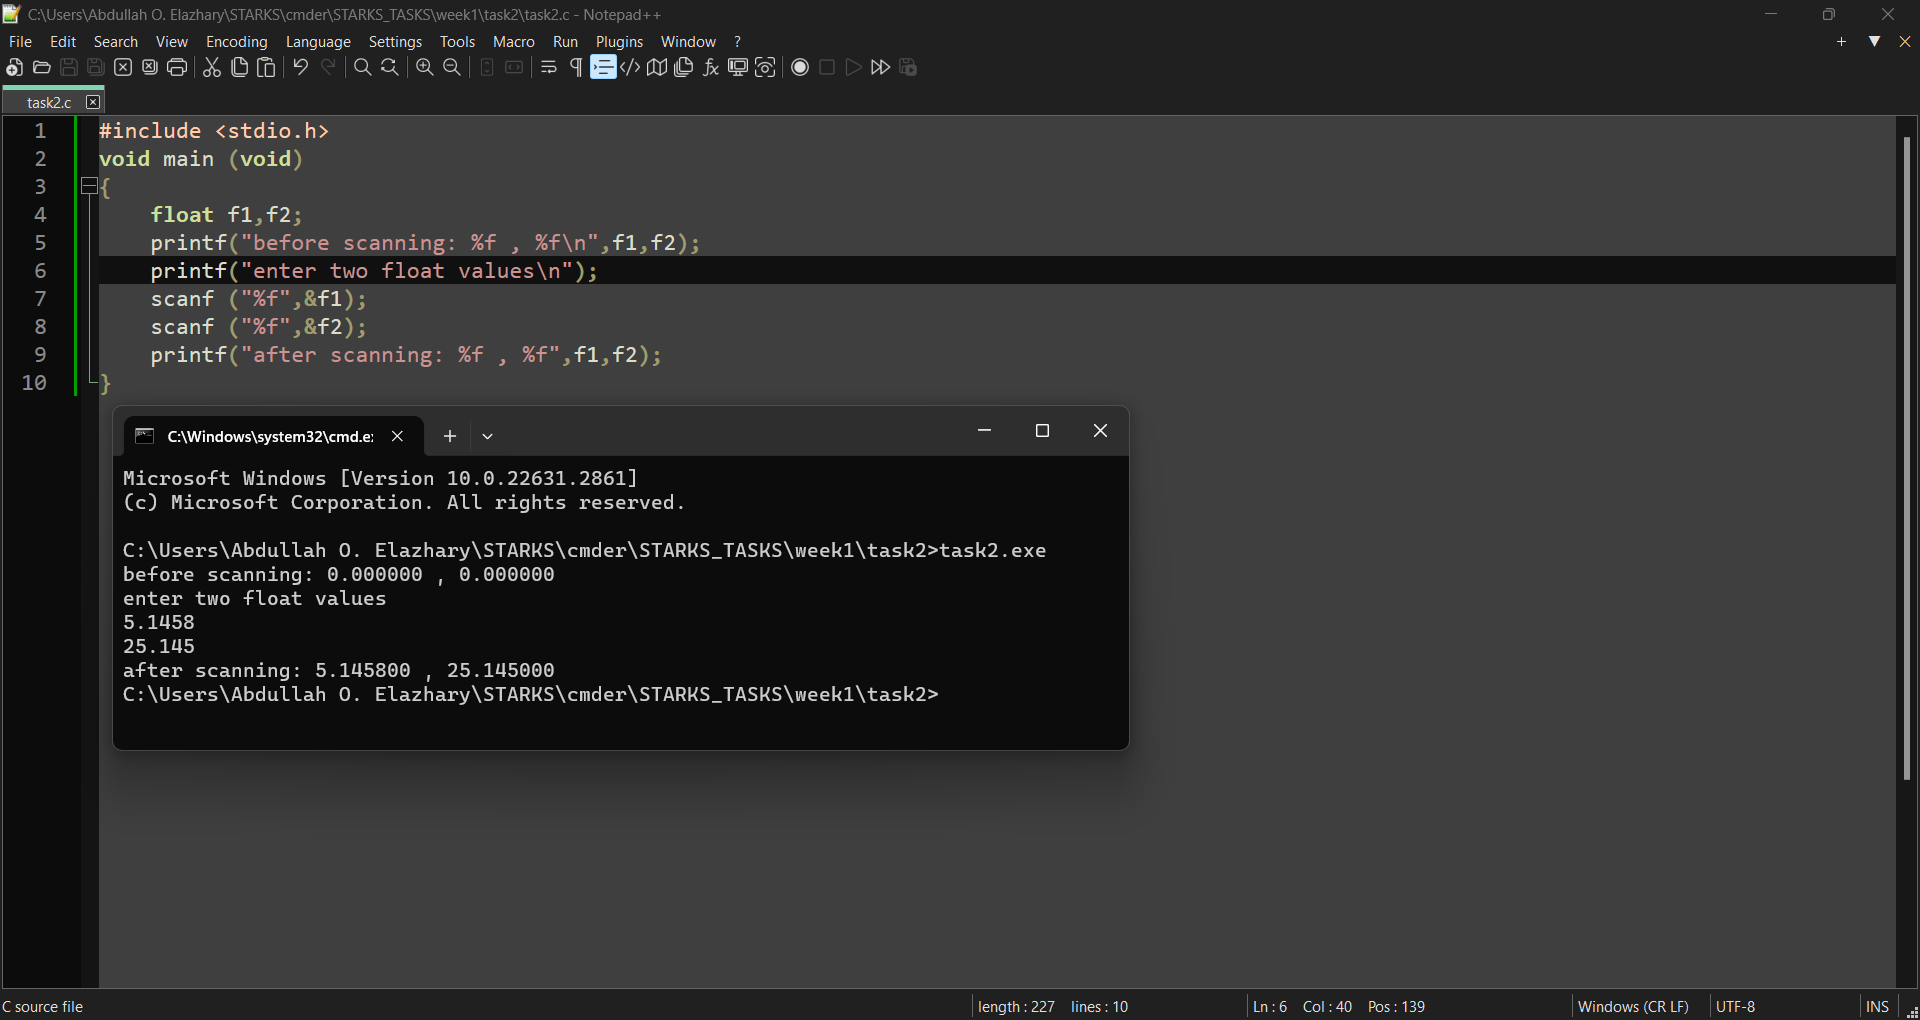 C:\Users\Abdullah O. Elazhary\STARKS\cmder\STARKS_TASKS\week1\task2\task2.c - Notepad++
File Edit Search View Encoding Language Settings Tools Macro Run Plugins Window ?
task2.c
1 #include <stdio.h>
2 void main (void)
3 {
4 float f1,f2;
5 printf("before scanning: %f , %f\n",f1,f2);
6 printf("enter two float values\n");
7 scanf ("%f",&f1);
8 scanf ("%f",&f2);
9 printf("after scanning: %f , %f",f1,f2);
10 }
C:\Windows\system32\cmd.e:
Microsoft Windows [Version 10.0.22631.2861]
(c) Microsoft Corporation. All rights reserved.
C:\Users\Abdullah O. Elazhary\STARKS\cmder\STARKS_TASKS\week1\task2>task2.exe
before scanning: 0.000000 , 0.000000
enter two float values
5.1458
25.145
after scanning: 5.145800 , 25.145000
C:\Users\Abdullah O. Elazhary\STARKS\cmder\STARKS_TASKS\week1\task2>
C source file length : 227 lines : 10 Ln : 6 Col : 40 Pos : 139 Windows (CR LF) UTF-8 INS